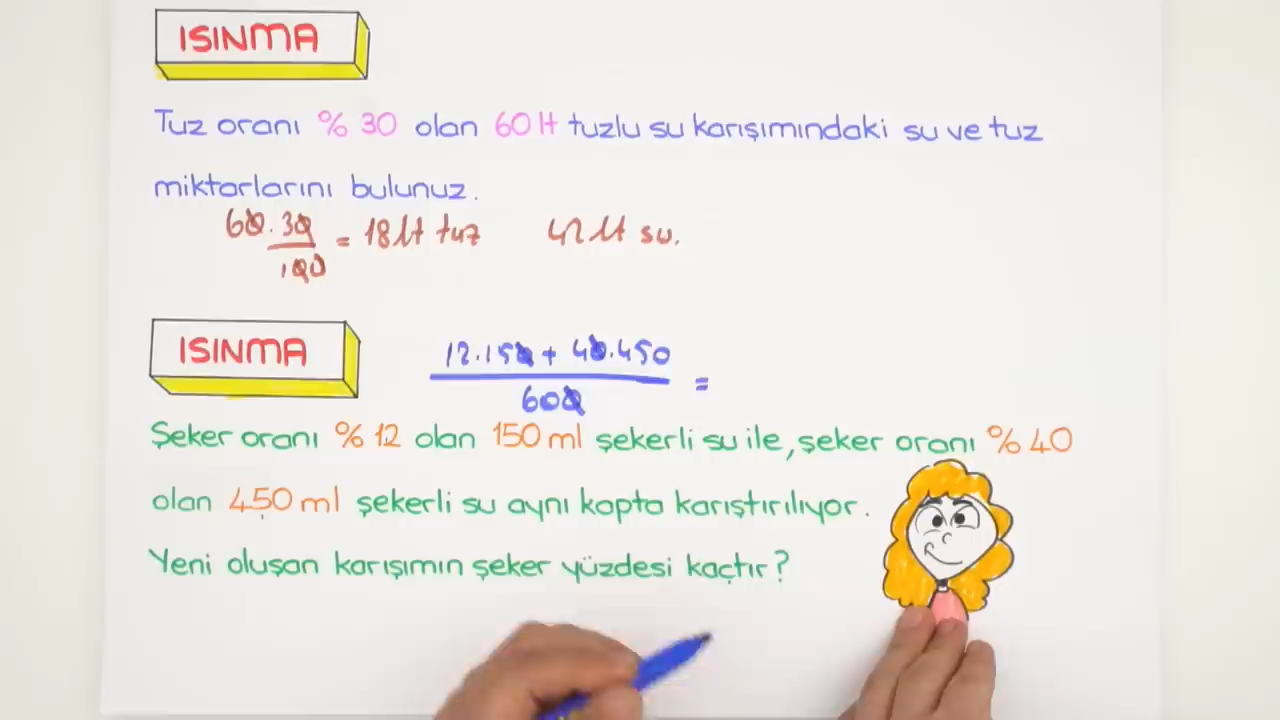 ISINMA
Tuz oranı % 30 olan 60 lt tuzlu su karışımındaki su ve tuz
miktarlarını bulunuz.
60.30
100
= 18 lt tuz 42 lt su.
ISINMA
12.150 + 40.450
600
=
Şeker oranı % 12 olan 150 ml şekerli su ile, şeker oranı % 40
olan 450 ml şekerli su aynı kapta karıştırılıyor.
Yeni oluşan karışımın şeker yüzdesi kaçtır?